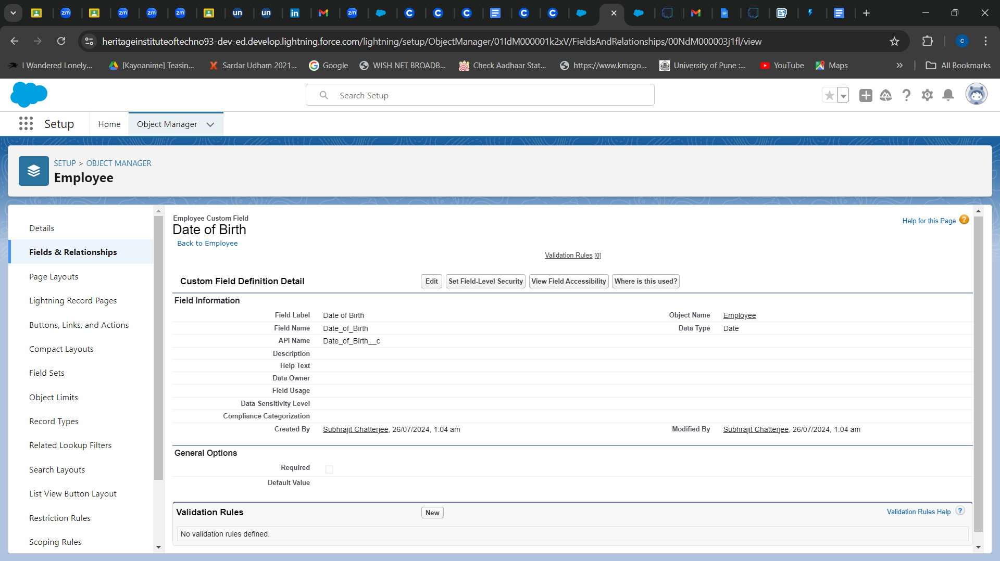 zm
zm
zm
zm
un
un
in
zm
C
C
C
C
C
heritageinstituteoftechno93-dev-ed.develop.lightning.force.com/lightning/setup/ObjectManager/01IdM000001k2xV/FieldsAndRelationships/00NdM000003j1fl/view
c
I Wandered Lonely...
[Kayoanime] Teasin...
Sardar Udham 2021...
Google
WISH NET BROADB...
Check Aadhaar Stat...
https://www.kmcgo...
University of Pune :...
YouTube
Maps
All Bookmarks
Search Setup
Setup
Home
Object Manager
SETUP > OBJECT MANAGER
Employee
Details
Fields & Relationships
Page Layouts
Lightning Record Pages
Buttons, Links, and Actions
Compact Layouts
Field Sets
Object Limits
Record Types
Related Lookup Filters
Search Layouts
List View Button Layout
Restriction Rules
Scoping Rules
Employee Custom Field
Date of Birth
Back to Employee
Help for this Page
Validation Rules [0]
Custom Field Definition Detail
Edit
Set Field-Level Security
View Field Accessibility
Where is this used?
Field Information
Field Label Date of Birth Object Name Employee
Field Name Date_of_Birth Data Type Date
API Name Date_of_Birth__c
Description
Help Text
Data Owner
Field Usage
Data Sensitivity Level
Compliance Categorization
Created By Subhrajit Chatterjee, 26/07/2024, 1:04 am Modified By Subhrajit Chatterjee, 26/07/2024, 1:04 am
General Options
Required
Default Value
Validation Rules
New
Validation Rules Help ?
No validation rules defined.